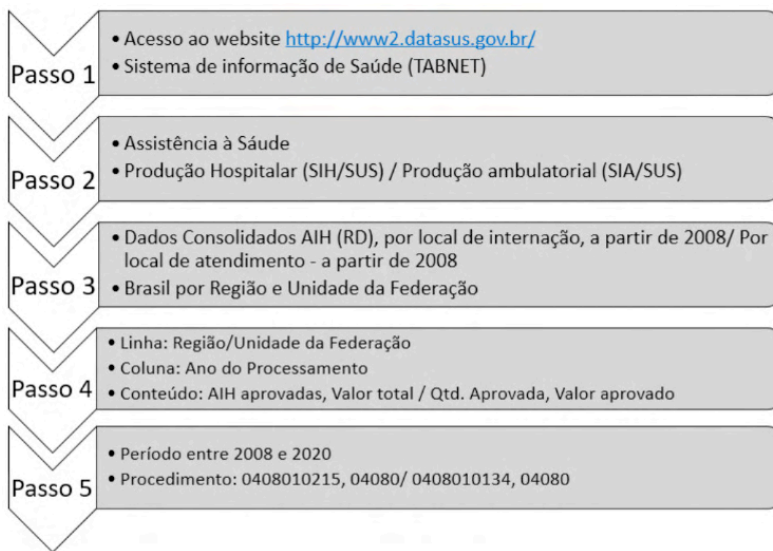 Passo 1
• Acesso ao website http://www2.datasus.gov.br/
• Sistema de informação de Saúde (TABNET)
Passo 2
• Assistência à Sáude
• Produção Hospitalar (SIH/SUS) / Produção ambulatorial (SIA/SUS)
Passo 3
• Dados Consolidados AIH (RD), por local de internação, a partir de 2008/ Por
local de atendimento - a partir de 2008
• Brasil por Região e Unidade da Federação
Passo 4
• Linha: Região/Unidade da Federação
• Coluna: Ano do Processamento
• Conteúdo: AIH aprovadas, Valor total / Qtd. Aprovada, Valor aprovado
Passo 5
• Período entre 2008 e 2020
• Procedimento: 0408010215, 04080/ 0408010134, 04080